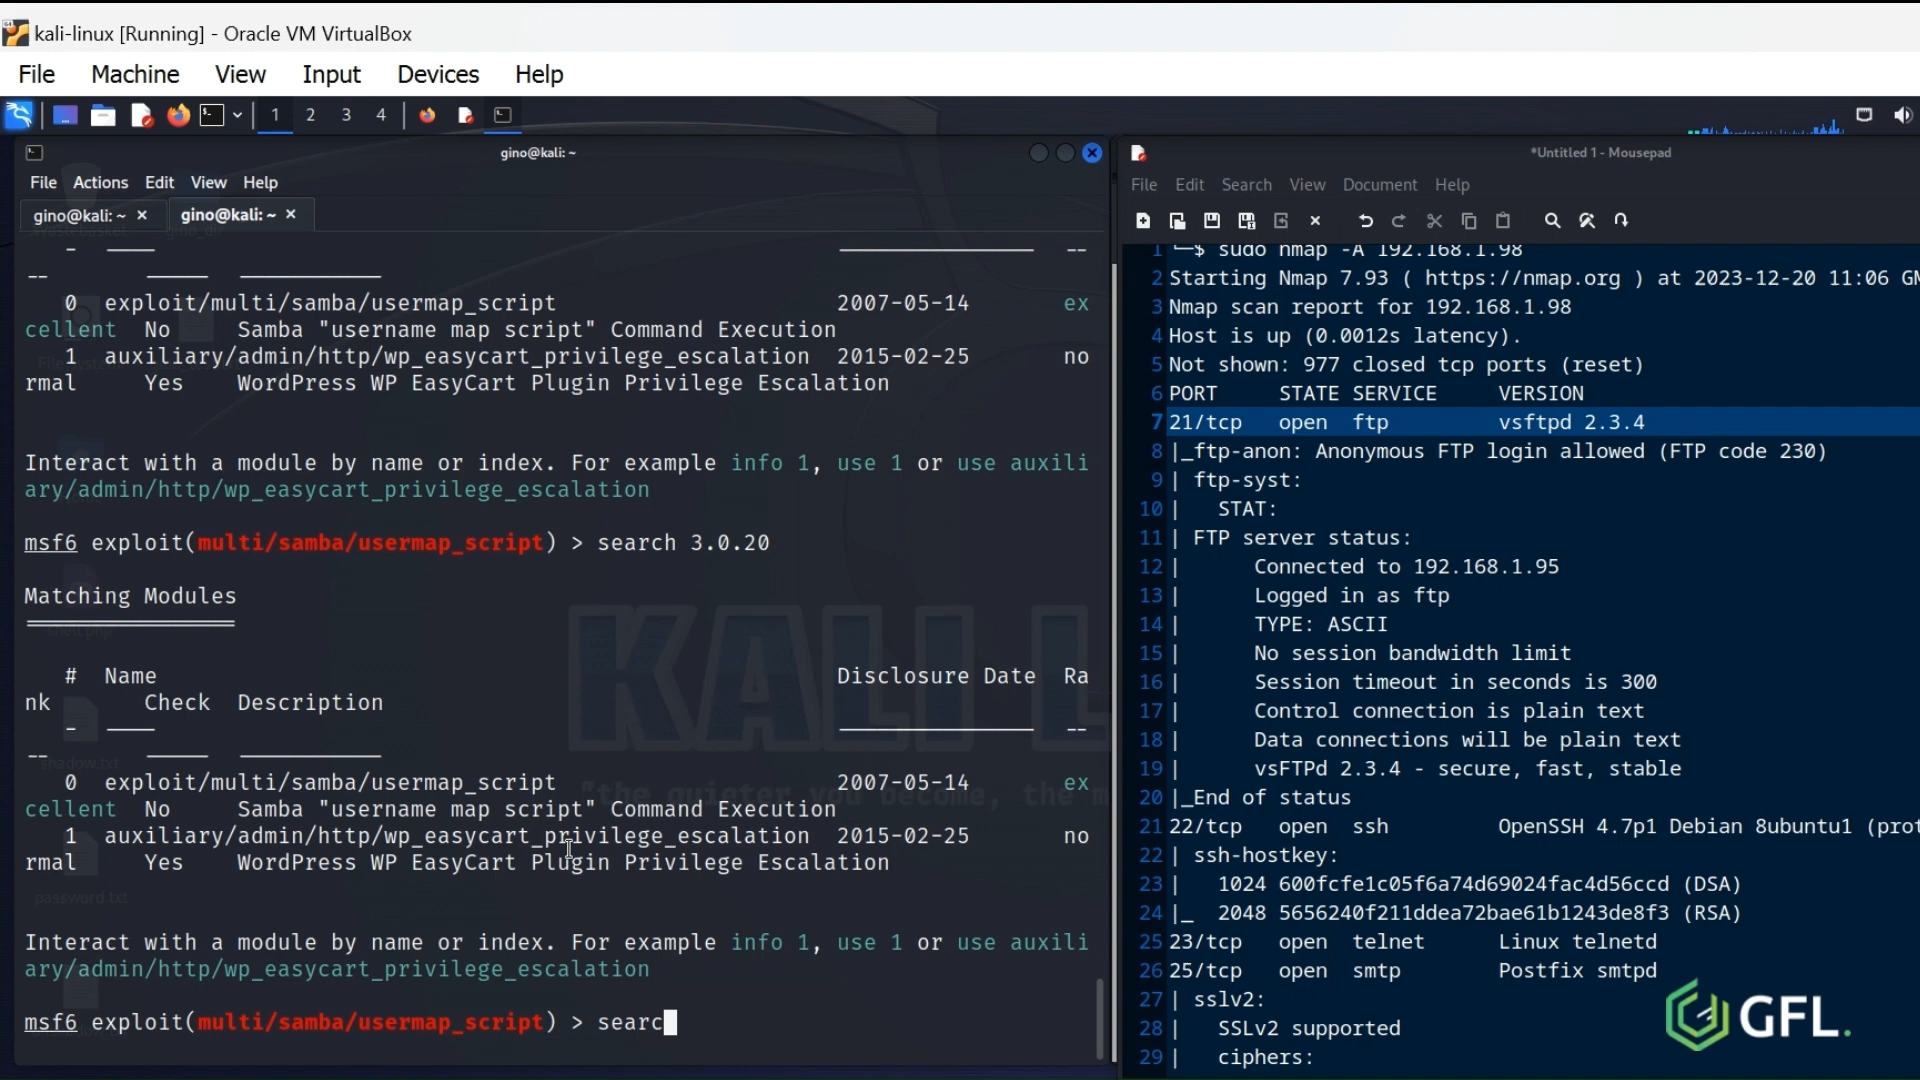 kali-linux [Running] - Oracle VM VirtualBox
File Machine View Input Devices Help
1 2 3 4
gino@kali: ~
File Actions Edit View Help
gino@kali: ~ × gino@kali: ~ ×
0 exploit/multi/samba/usermap_script 2007-05-14 ex
cellent No Samba "username map script" Command Execution
1 auxiliary/admin/http/wp_easycart_privilege_escalation 2015-02-25 no
rmal Yes WordPress WP EasyCart Plugin Privilege Escalation
Interact with a module by name or index. For example info 1, use 1 or use auxili
ary/admin/http/wp_easycart_privilege_escalation
msf6 exploit(multi/samba/usermap_script) > search 3.0.20
Matching Modules
# Name Disclosure Date Ra
nk Check Description
- ---- --------------- --
-- ----- -----------
0 exploit/multi/samba/usermap_script 2007-05-14 ex
cellent No Samba "username map script" Command Execution
1 auxiliary/admin/http/wp_easycart_privilege_escalation 2015-02-25 no
rmal Yes WordPress WP EasyCart Plugin Privilege Escalation
Interact with a module by name or index. For example info 1, use 1 or use auxili
ary/admin/http/wp_easycart_privilege_escalation
msf6 exploit(multi/samba/usermap_script) > searc
KALI L
"the quieter you become, the m
shell.php
shadow.txt
password.txt
*Untitled 1 - Mousepad
File Edit Search View Document Help
1 └─$ sudo nmap -A 192.168.1.98
2 Starting Nmap 7.93 ( https://nmap.org ) at 2023-12-20 11:06 GM
3 Nmap scan report for 192.168.1.98
4 Host is up (0.0012s latency).
5 Not shown: 977 closed tcp ports (reset)
6 PORT STATE SERVICE VERSION
7 21/tcp open ftp vsftpd 2.3.4
8 |_ftp-anon: Anonymous FTP login allowed (FTP code 230)
9 | ftp-syst:
10 | STAT:
11 | FTP server status:
12 | Connected to 192.168.1.95
13 | Logged in as ftp
14 | TYPE: ASCII
15 | No session bandwidth limit
16 | Session timeout in seconds is 300
17 | Control connection is plain text
18 | Data connections will be plain text
19 | vsFTPd 2.3.4 - secure, fast, stable
20 |_End of status
21 22/tcp open ssh OpenSSH 4.7p1 Debian 8ubuntu1 (prot
22 | ssh-hostkey:
23 | 1024 600fcfe1c05f6a74d69024fac4d56ccd (DSA)
24 |_ 2048 5656240f211ddea72bae61b1243de8f3 (RSA)
25 23/tcp open telnet Linux telnetd
26 25/tcp open smtp Postfix smtpd
27 | sslv2:
28 | SSLv2 supported
29 | ciphers:
GFL.